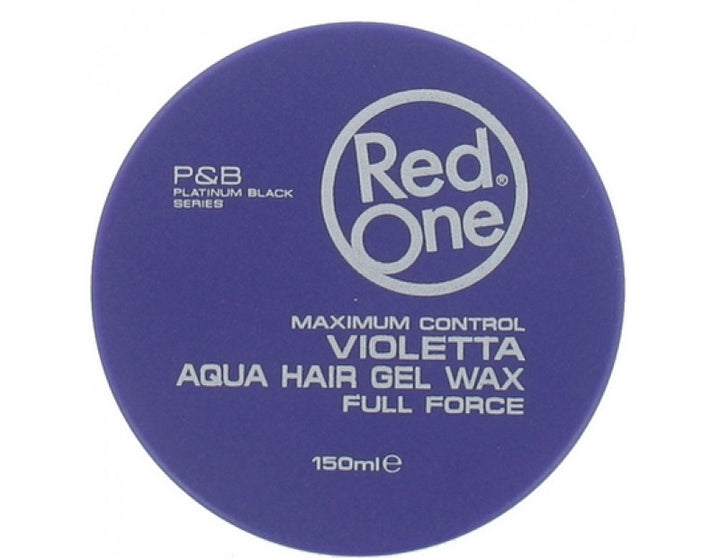 P&B
PLATINUM BLACK
SERIES
Red
One®
MAXIMUM CONTROL
VIOLETTA
AQUA HAIR GEL WAX
FULL FORCE
150ml℮